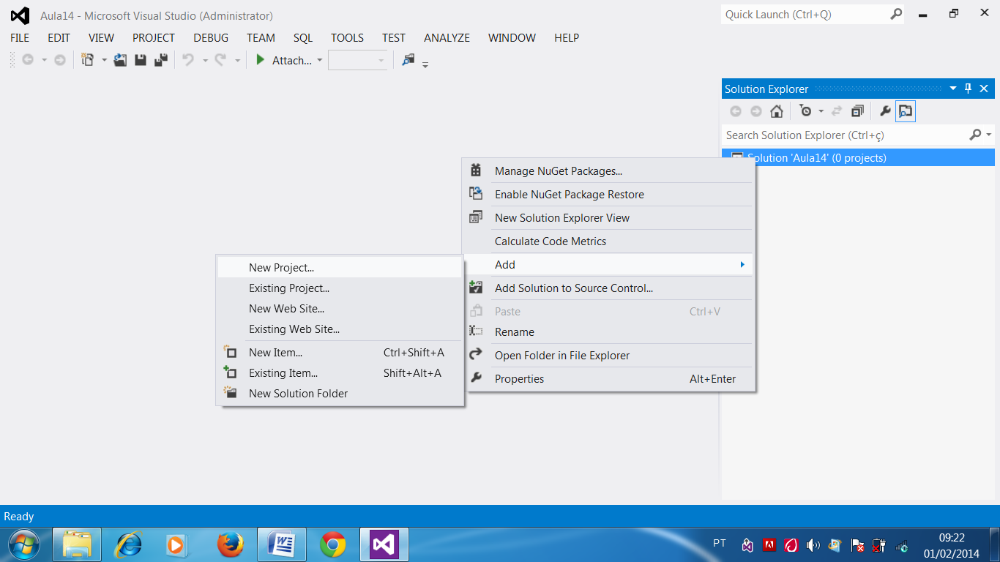 Aula14 - Microsoft Visual Studio (Administrator)
Quick Launch (Ctrl+Q)
FILE EDIT VIEW PROJECT DEBUG TEAM SQL TOOLS TEST ANALYZE WINDOW HELP
Attach...
Solution Explorer
Search Solution Explorer (Ctrl+ç)
Solution 'Aula14' (0 projects)
Manage NuGet Packages...
Enable NuGet Package Restore
New Solution Explorer View
Calculate Code Metrics
Add
Add Solution to Source Control...
Paste Ctrl+V
Rename
Open Folder in File Explorer
Properties Alt+Enter
New Project...
Existing Project...
New Web Site...
Existing Web Site...
New Item... Ctrl+Shift+A
Existing Item... Shift+Alt+A
New Solution Folder
Ready
PT
09:22
01/02/2014